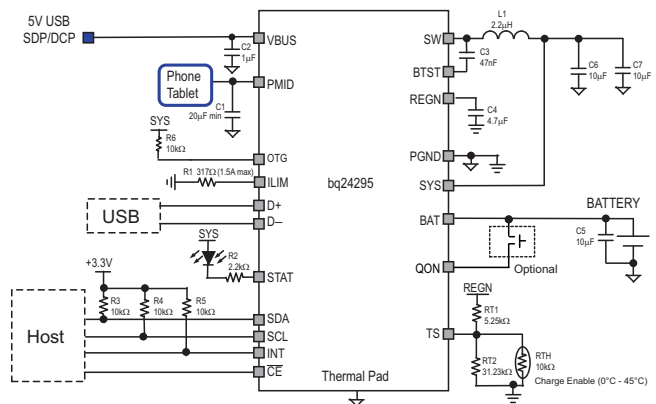 5V USB
SDP/DCP
VBUS
C2
1μF
Phone
Tablet
PMID
C1
20μF min
SYS
R6
10kΩ
OTG
R1 317Ω (1.5A max)
ILIM
D+
USB
D–
SYS
R2
2.2kΩ
STAT
+3.3V
R3
10kΩ
R4
10kΩ
R5
10kΩ
Host
SDA
SCL
INT
CE
bq24295
Thermal Pad
SW
L1
2.2μH
C3
47nF
C6
10μF
C7
10μF
BTST
REGN
C4
4.7μF
PGND
SYS
BAT
BATTERY
C5
10μF
QON
Optional
REGN
RT1
5.25kΩ
TS
RT2
31.23kΩ
RTH
10kΩ
Charge Enable (0°C - 45°C)